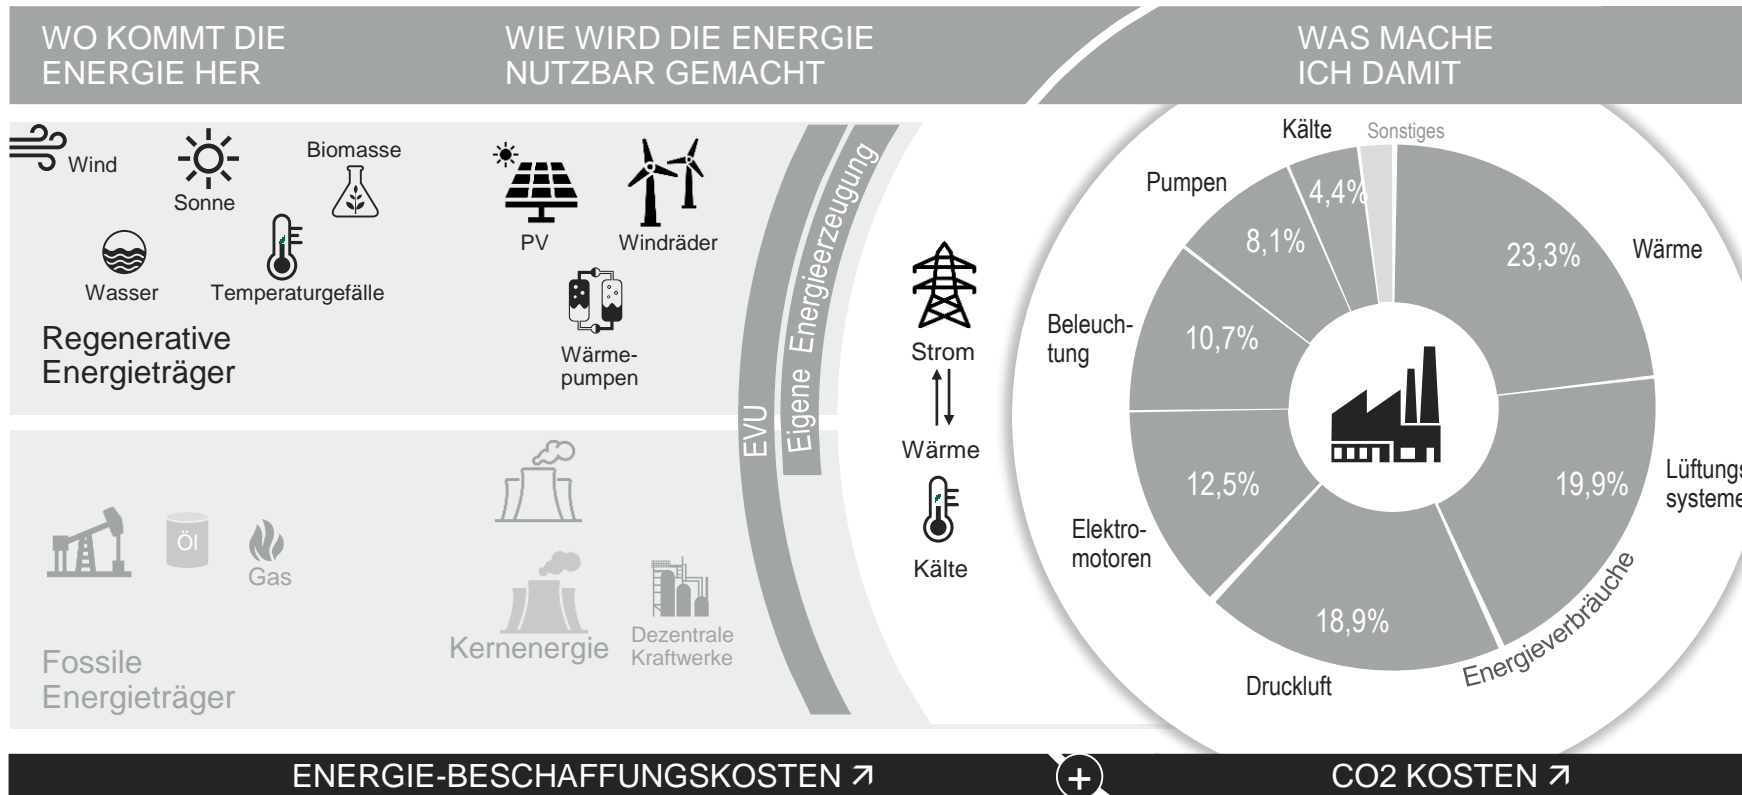 WO KOMMT DIE
ENERGIE HER
WIE WIRD DIE ENERGIE
NUTZBAR GEMACHT
WAS MACHE
ICH DAMIT
Wind
Sonne
Biomasse
Wasser
Temperaturgefälle
Regenerative
Energieträger
PV
Windräder
Wärme-
pumpen
Öl
Gas
Fossile
Energieträger
Kernenergie
Dezentrale
Kraftwerke
EVU
Eigene Energieerzeugung
Strom
Wärme
Kälte
Kälte
Sonstiges
Pumpen
4,4%
8,1%
23,3%
Wärme
Beleuch-
tung
10,7%
12,5%
19,9%
Lüftungs
systeme
Elektro-
motoren
18,9%
Druckluft
Energieverbräuche
ENERGIE-BESCHAFFUNGSKOSTEN ↗
+
CO2 KOSTEN ↗